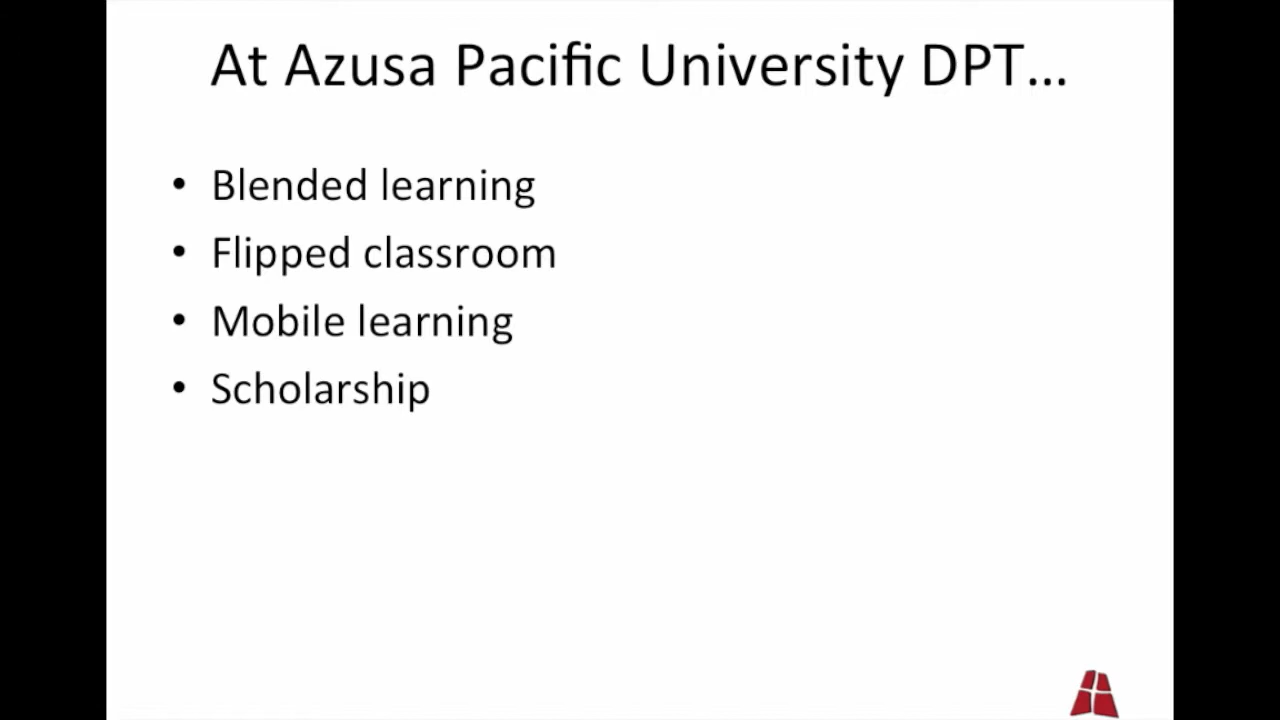 At Azusa Pacific University DPT...
• Blended learning
• Flipped classroom
• Mobile learning
• Scholarship